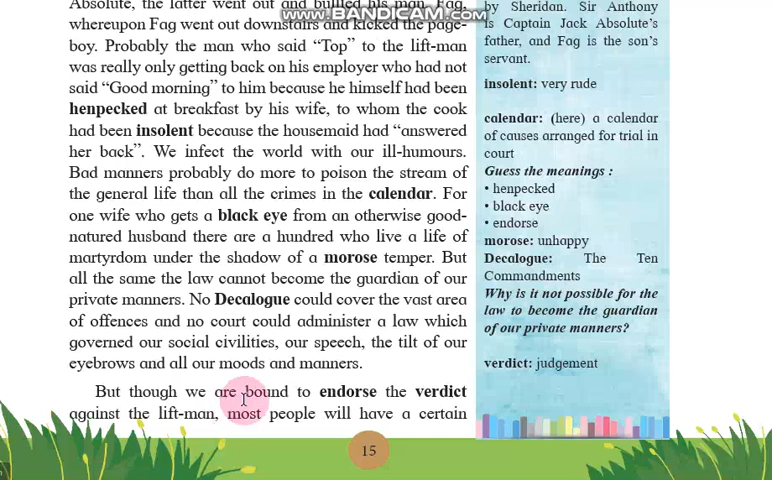 Absolute, the latter went out and bullied his man, Fag,
whereupon Fag went out downstairs and kicked the page-
boy. Probably the man who said “Top” to the lift-man
was really only getting back on his employer who had not
said “Good morning” to him because he himself had been
henpecked at breakfast by his wife, to whom the cook
had been insolent because the housemaid had “answered
her back”. We infect the world with our ill-humours.
Bad manners probably do more to poison the stream of
the general life than all the crimes in the calendar. For
one wife who gets a black eye from an otherwise good-
natured husband there are a hundred who live a life of
martyrdom under the shadow of a morose temper. But
all the same the law cannot become the guardian of our
private manners. No Decalogue could cover the vast area
of offences and no court could administer a law which
governed our social civilities, our speech, the tilt of our
eyebrows and all our moods and manners.
But though we are bound to endorse the verdict
against the lift-man, most people will have a certain
by Sheridan. Sir Anthony
is Captain Jack Absolute’s
father, and Fag is the son’s
servant.
insolent: very rude
calendar: (here) a calendar
of causes arranged for trial in
court
Guess the meanings :
• henpecked
• black eye
• endorse
morose: unhappy
Decalogue: The Ten
Commandments
Why is it not possible for the
law to become the guardian
of our private manners?
verdict: judgement
15
WWW.BANDICAM.COM